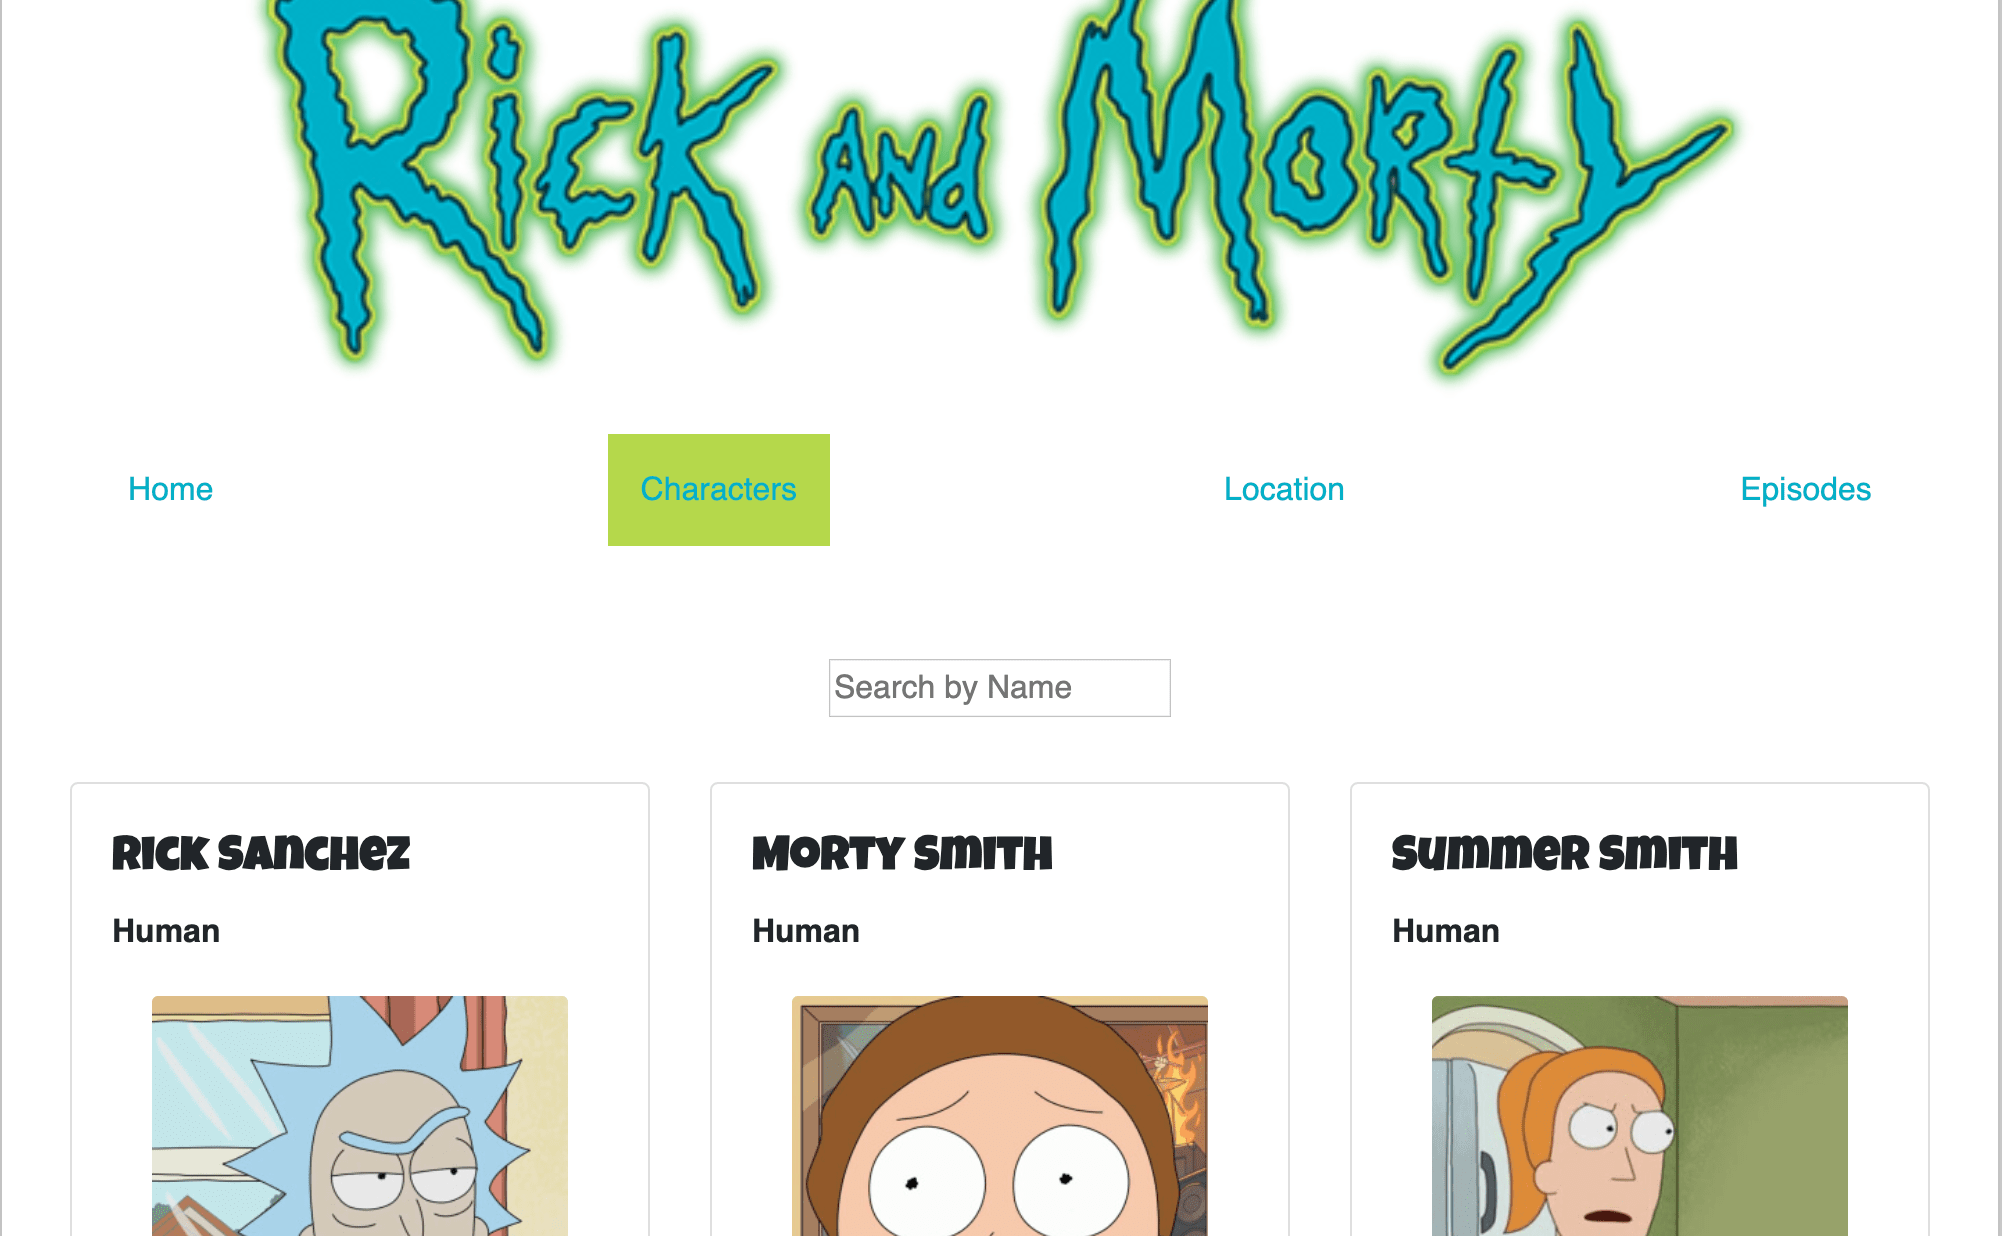 Rick and Morty
Home Characters Location Episodes
Search by Name
Rick Sanchez Morty Smith Summer Smith
Human Human Human